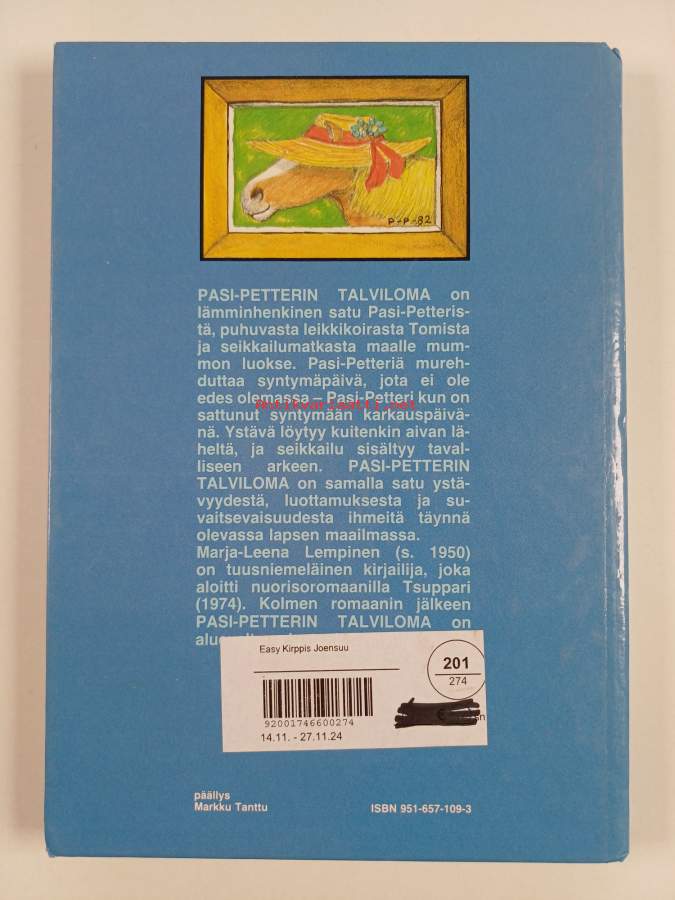 P-P-82
PASI-PETTERIN TALVILOMA on
lämminhenkinen satu Pasi-Petteris-
tä, puhuvasta leikkikoirasta Tomista
ja seikkailumatkasta maalle mum-
mon luokse. Pasi-Petteriä mureh-
duttaa syntymäpäivä, jota ei ole
edes olemassa – Pasi-Petteri kun on
Antikvariaatti.net
sattunut syntymään karkauspäivä-
nä. Ystävä löytyy kuitenkin aivan lä-
heltä, ja seikkailu sisältyy taval-
liseen arkeen. PASI-PETTERIN
TALVILOMA on samalla satu ystä-
vyydestä, luottamuksesta ja su-
vaitsevaisuudesta ihmeitä täynnä
olevassa lapsen maailmassa.
Marja-Leena Lempinen (s. 1950)
on tuusniemeläinen kirjailija, joka
aloitti nuorisoromaanilla Tsuppari
(1974). Kolmen romaanin jälkeen
PASI-PETTERIN TALVILOMA on
Easy Kirppis Joensuu
201
274
92001746600274
14.11. - 27.11.24
päällys
Markku Tanttu
ISBN 951-657-109-3